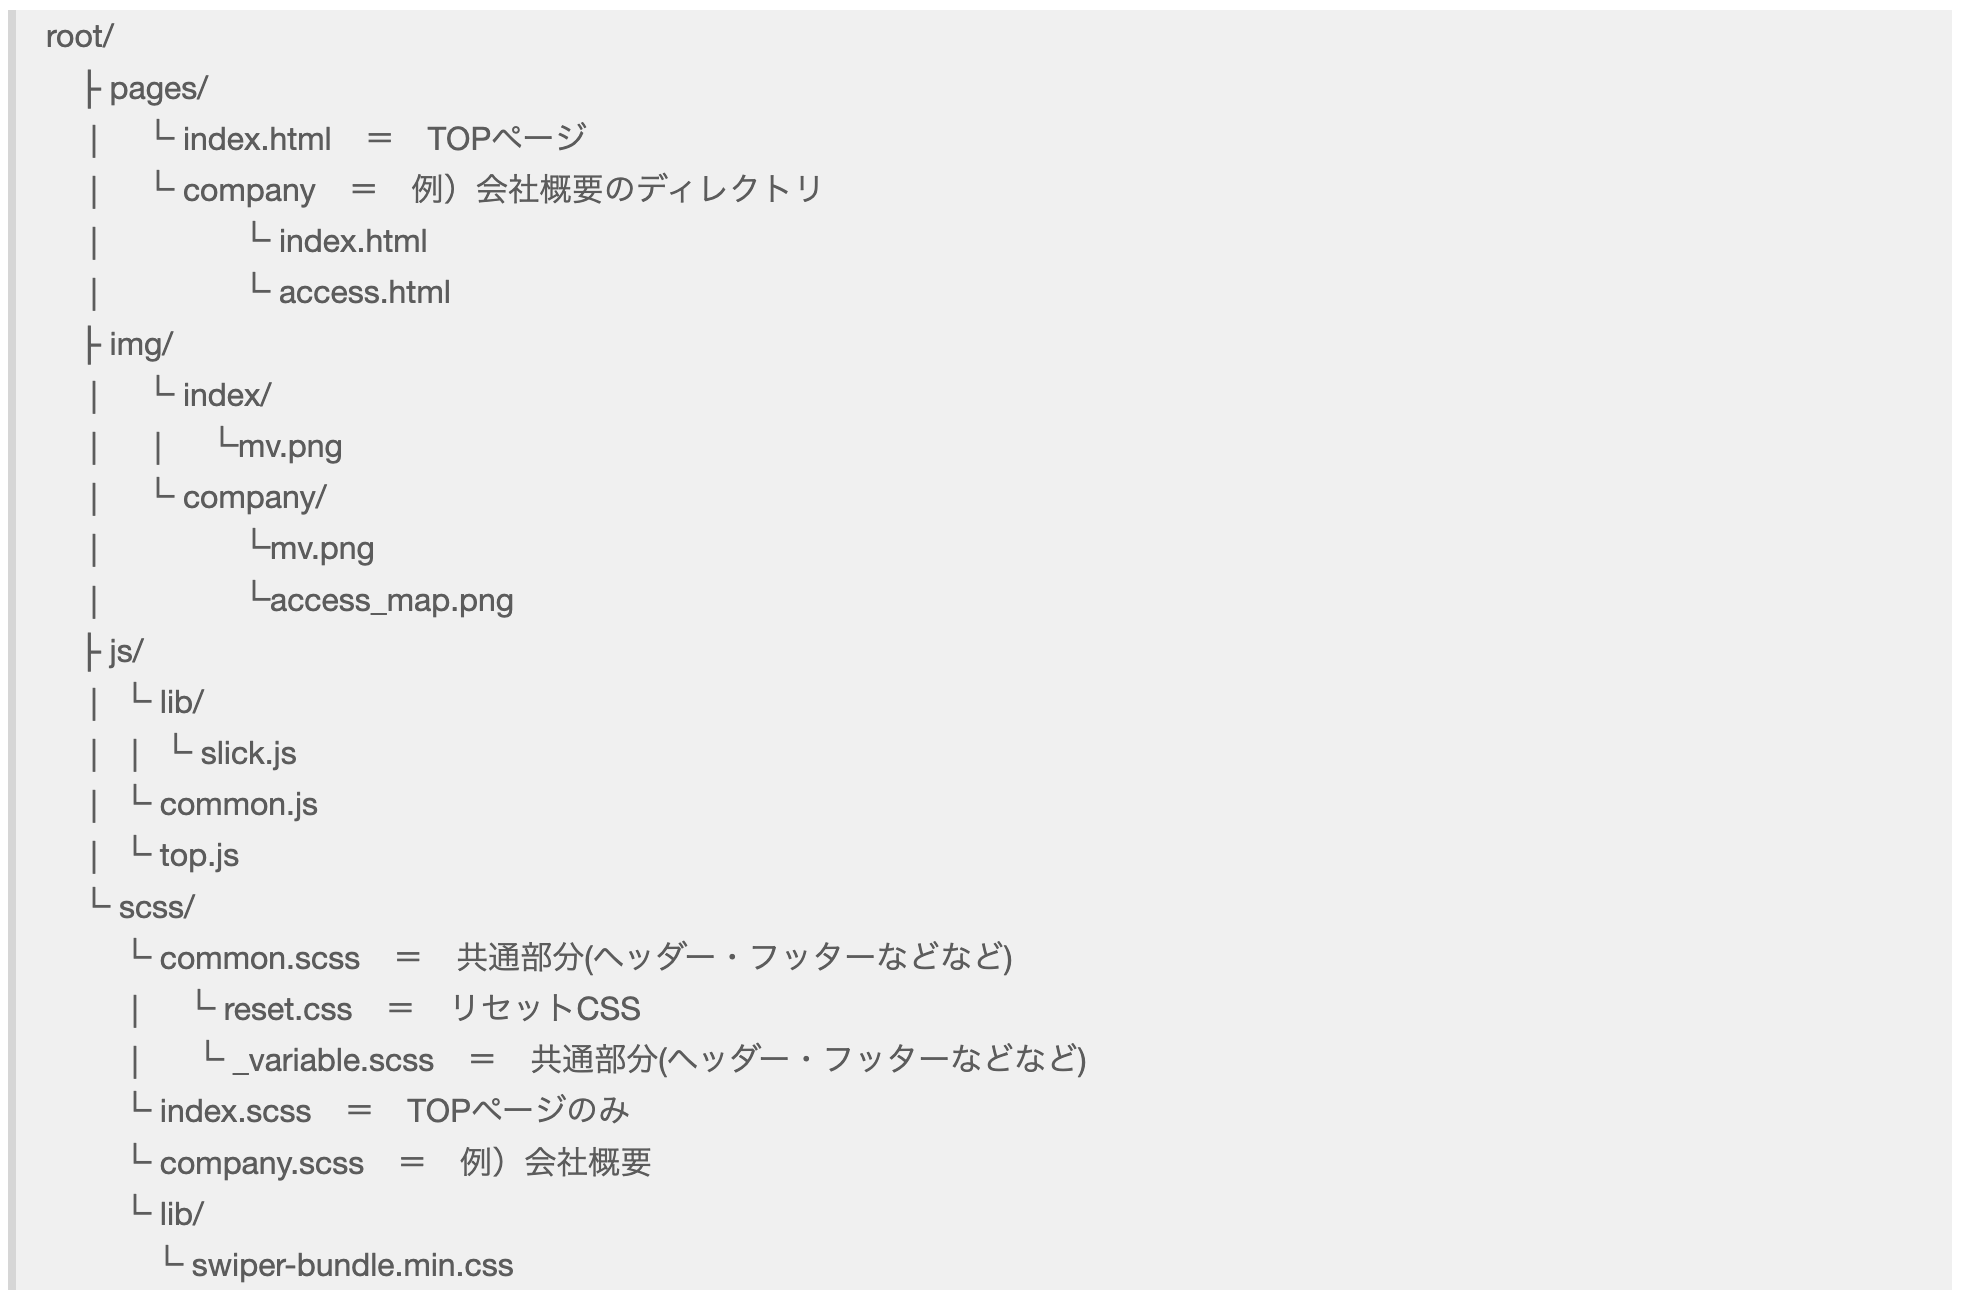 root/
├ pages/
｜　└ index.html　＝　TOPページ
｜　└ company　＝　例）会社概要のディレクトリ
｜　　　　└ index.html
｜　　　　└ access.html
├ img/
｜　└ index/
｜　｜　└mv.png
｜　└ company/
｜　　　　└mv.png
｜　　　　└access_map.png
├ js/
｜ └ lib/
｜ ｜ └ slick.js
｜ └ common.js
｜ └ top.js
└ scss/
└ common.scss　＝　共通部分(ヘッダー・フッターなどなど)
｜　└ reset.css　＝　リセットCSS
｜　└ _variable.scss　＝　共通部分(ヘッダー・フッターなどなど)
└ index.scss　＝　TOPページのみ
└ company.scss　＝　例）会社概要
└ lib/
└ swiper-bundle.min.css